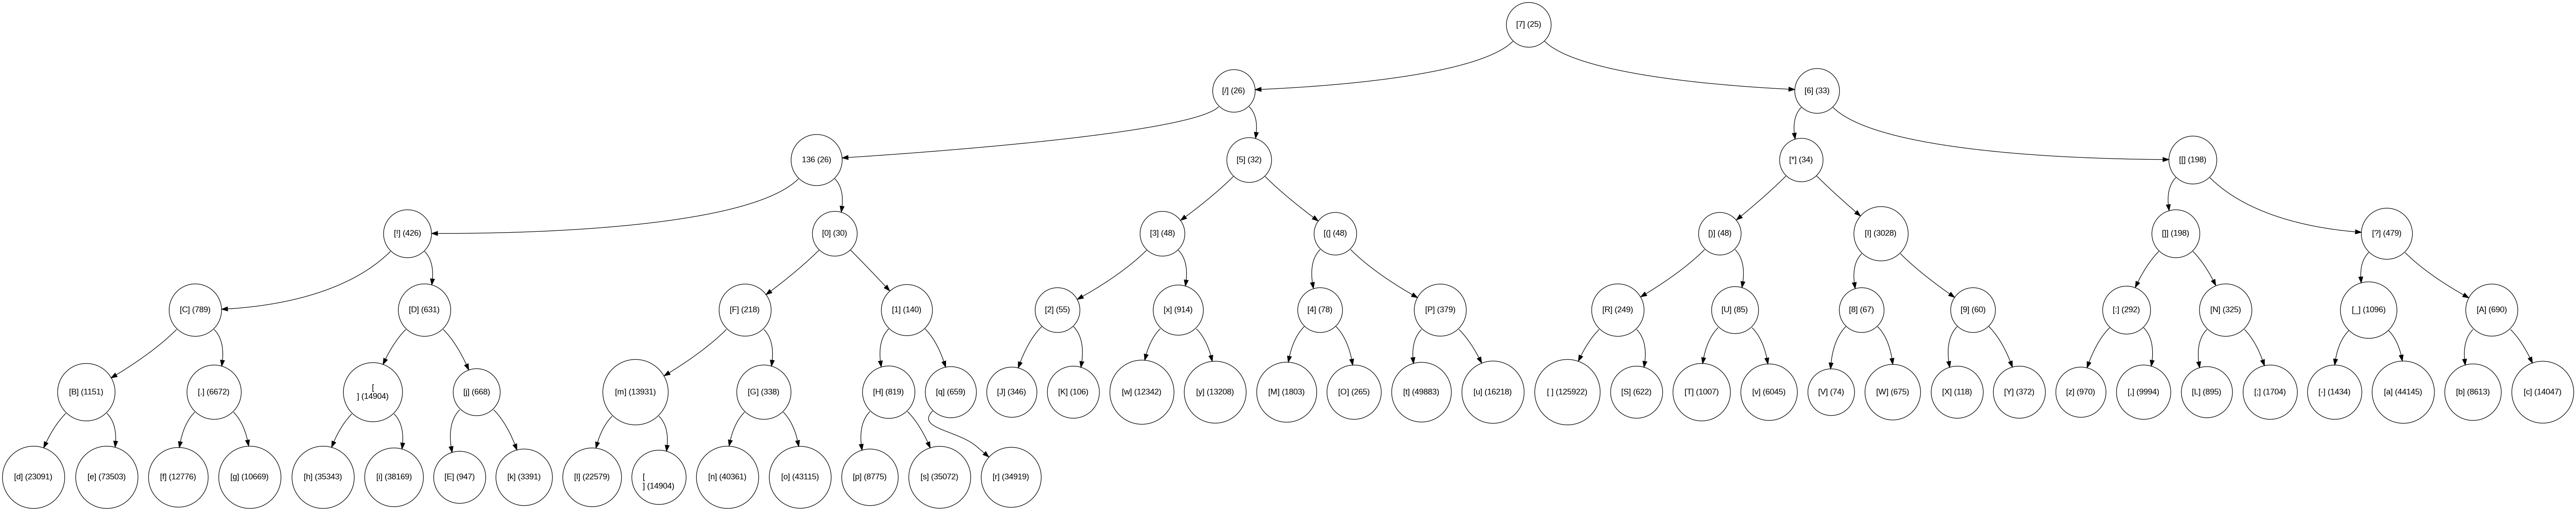 [7] (25)
[/] (26)
[6] (33)
136 (26)
[5] (32)
[*] (34)
[[] (198)
[!] (426)
[0] (30)
[3] (48)
[(] (48)
[)] (48)
[I] (3028)
[]] (198)
[?] (479)
[C] (789)
[D] (631)
[F] (218)
[1] (140)
[2] (55)
[x] (914)
[4] (78)
[P] (379)
[R] (249)
[U] (85)
[8] (67)
[9] (60)
[:] (292)
[N] (325)
[_] (1096)
[A] (690)
[B] (1151)
[.] (6672)
[
] (14904)
[j] (668)
[m] (13931)
[G] (338)
[H] (819)
[q] (659)
[J] (346)
[K] (106)
[w] (12342)
[y] (13208)
[M] (1803)
[O] (265)
[t] (49883)
[u] (16218)
[ ] (125922)
[S] (622)
[T] (1007)
[v] (6045)
[V] (74)
[W] (675)
[X] (118)
[Y] (372)
[z] (970)
[,] (9994)
[L] (895)
[;] (1704)
[-] (1434)
[a] (44145)
[b] (8613)
[c] (14047)
[d] (23091)
[e] (73503)
[f] (12776)
[g] (10669)
[h] (35343)
[i] (38169)
[E] (947)
[k] (3391)
[l] (22579)
[
] (14904)
[n] (40361)
[o] (43115)
[p] (8775)
[s] (35072)
[r] (34919)